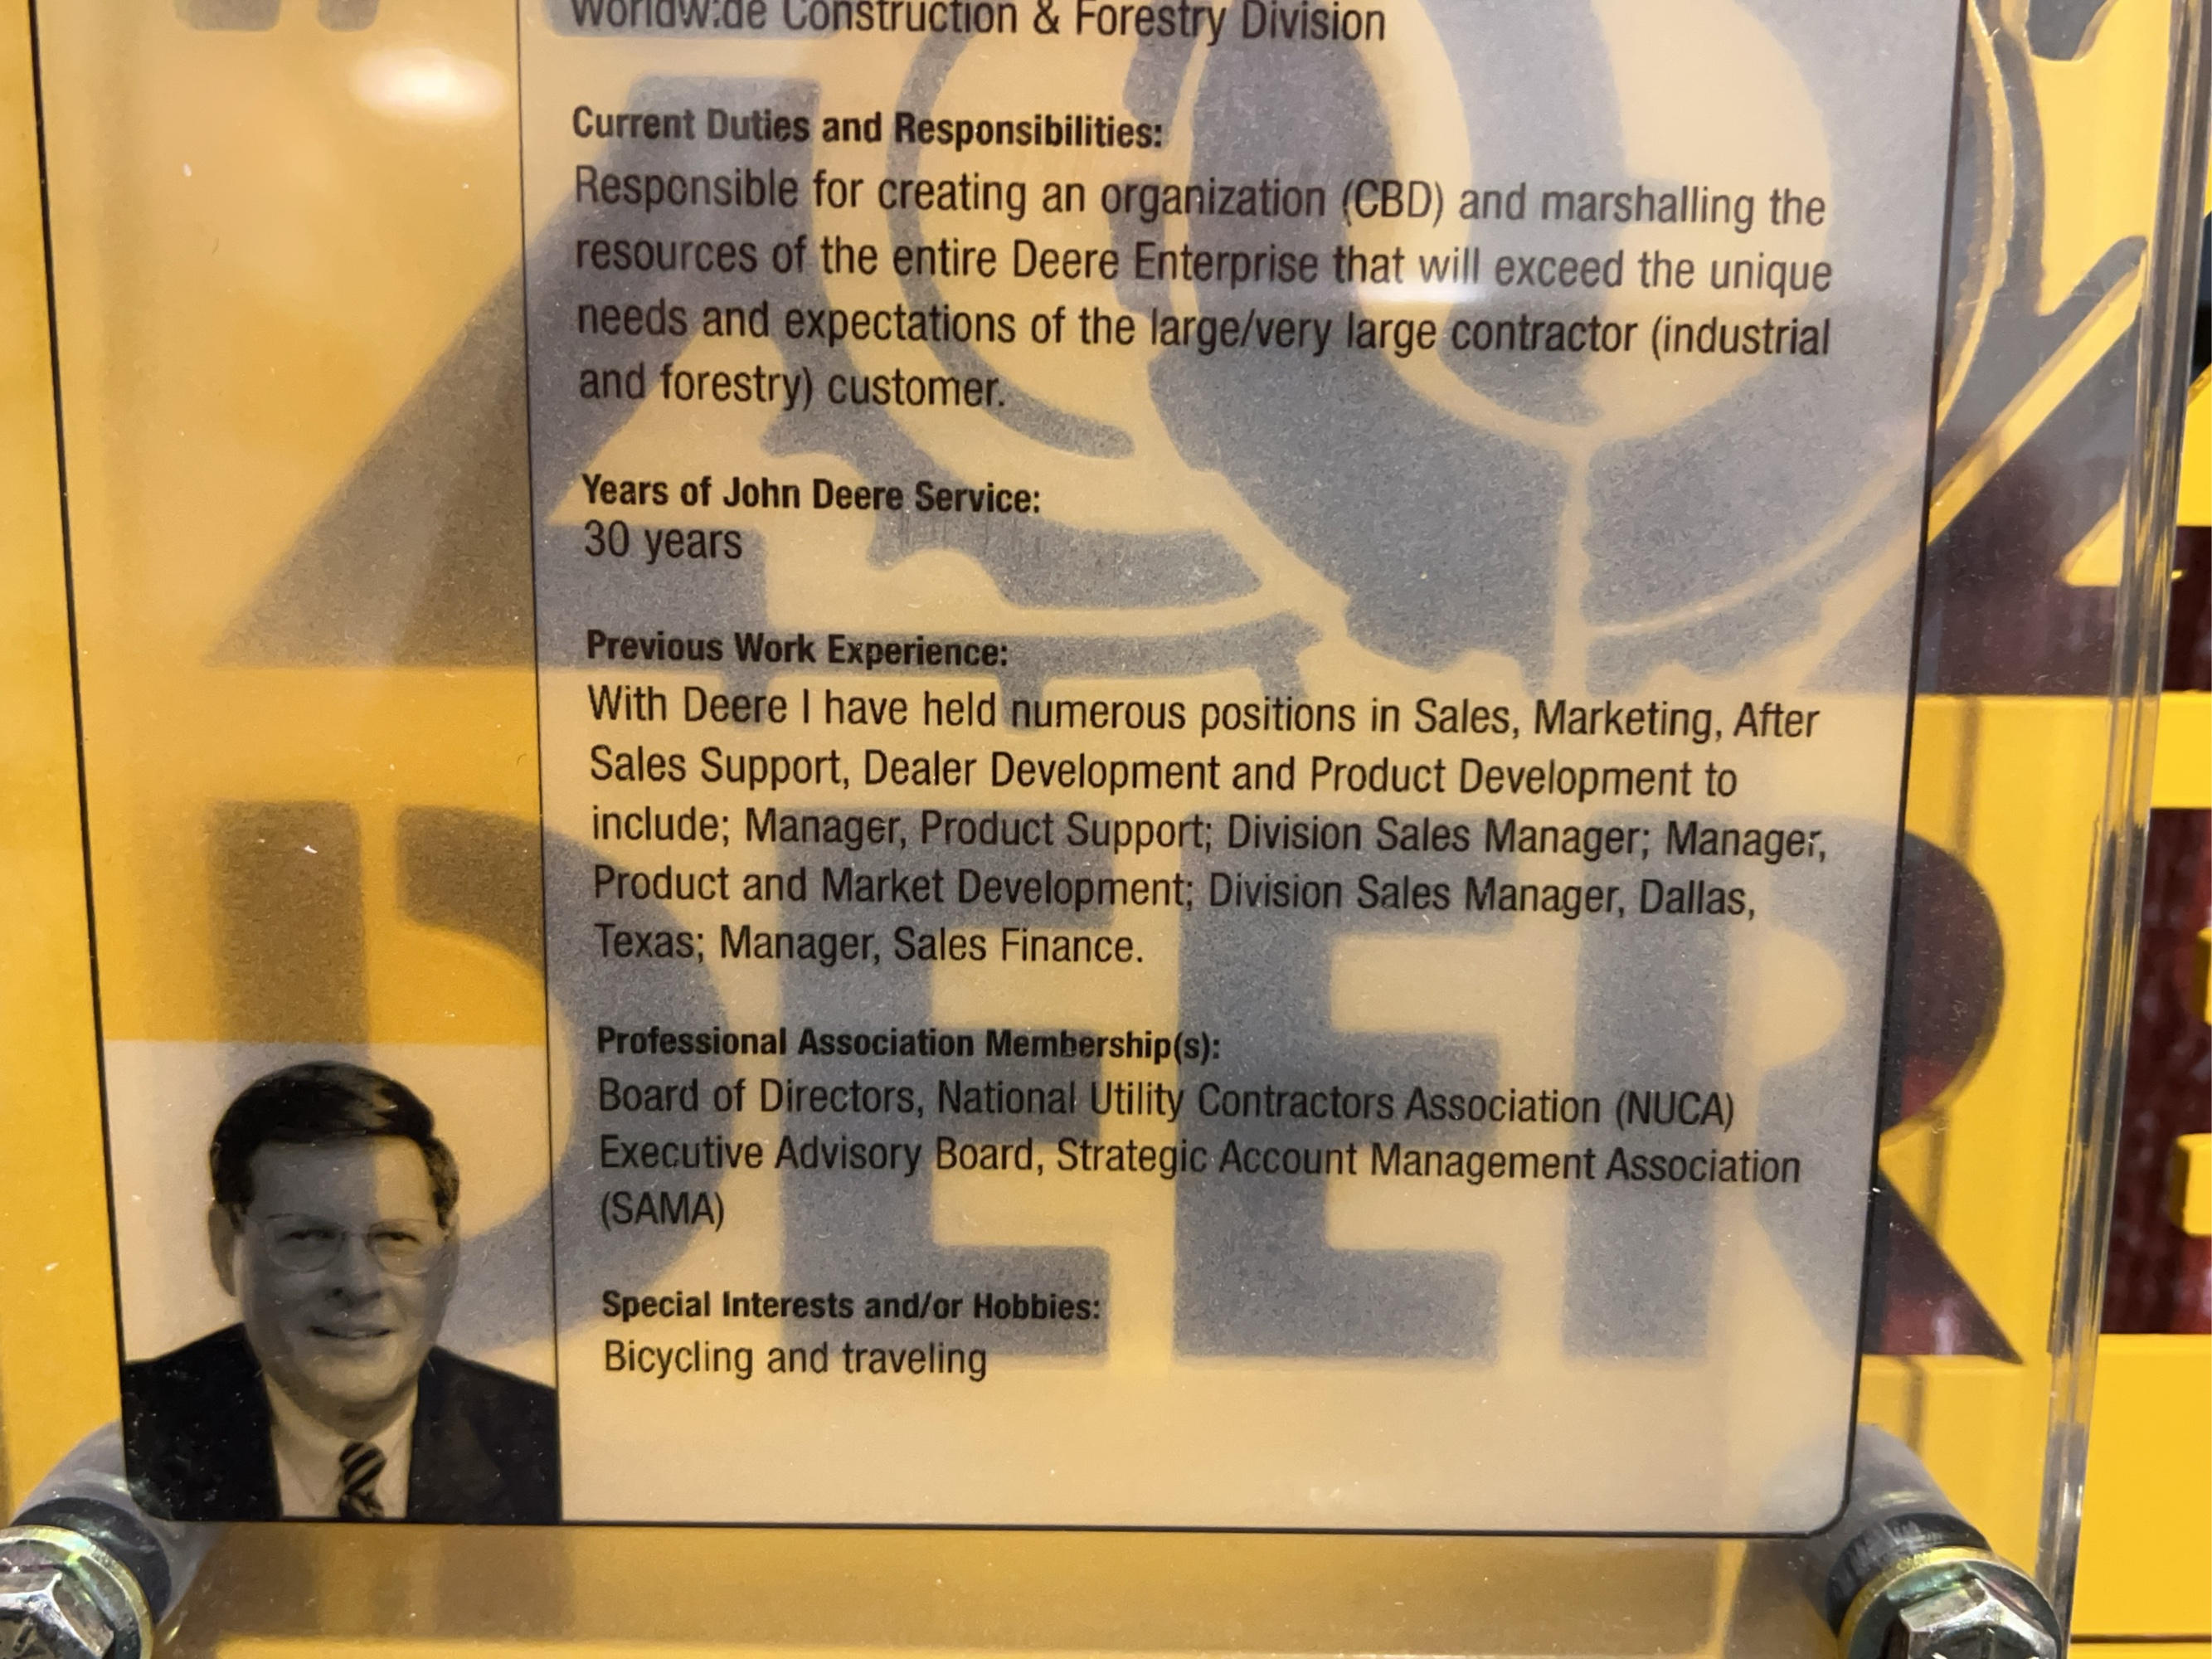 Worldwide Construction & Forestry Division
Current Duties and Responsibilities:
Responsible for creating an organization (CBD) and marshalling the
resources of the entire Deere Enterprise that will exceed the unique
needs and expectations of the large/very large contractor (industrial
and forestry) customer.
Years of John Deere Service:
30 years
Previous Work Experience:
With Deere I have held numerous positions in Sales, Marketing, After
Sales Support, Dealer Development and Product Development to
include; Manager, Product Support; Division Sales Manager; Manager,
Product and Market Development; Division Sales Manager, Dallas,
Texas; Manager, Sales Finance.
Professional Association Membership(s):
Board of Directors, National Utility Contractors Association (NUCA)
Executive Advisory Board, Strategic Account Management Association
(SAMA)
Special Interests and/or Hobbies:
Bicycling and traveling
DEER